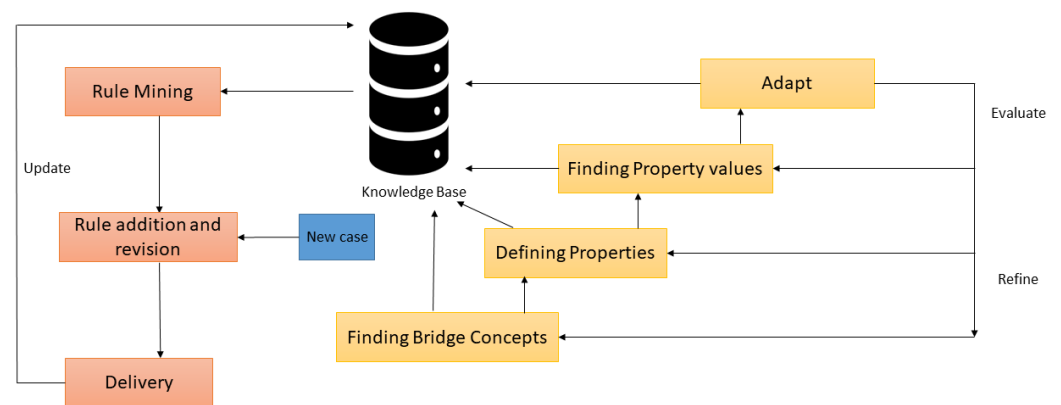 Rule Mining
Adapt
Evaluate
Update
Finding Property values
Knowledge Base
Rule addition and
revision
New case
Defining Properties
Refine
Finding Bridge Concepts
Delivery